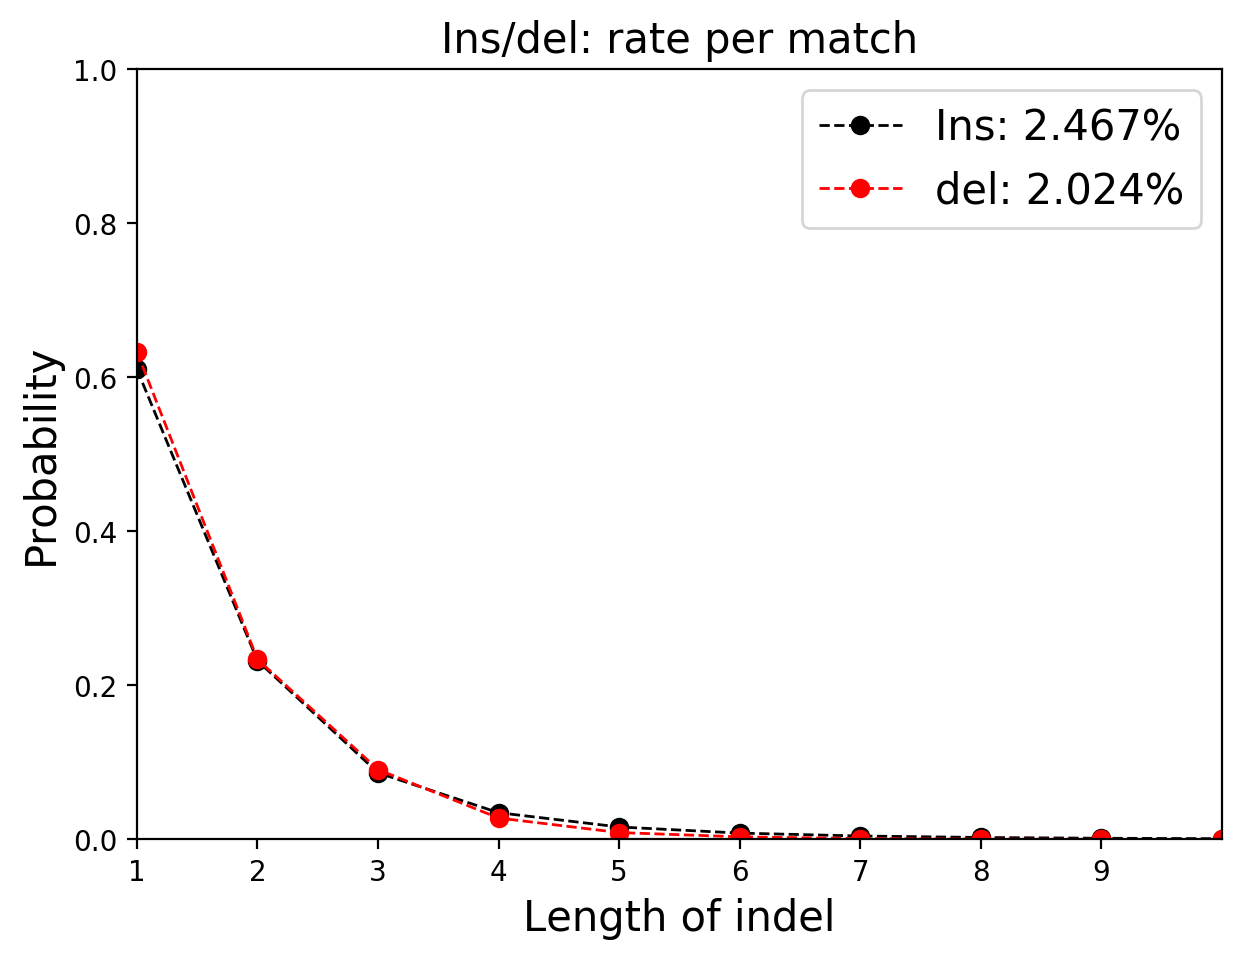 Ins/del: rate per match
Ins: 2.467%
del: 2.024%
Probability
1.0
0.8
0.6
0.4
0.2
0.0
1 2 3 4 5 6 7 8 9
Length of indel